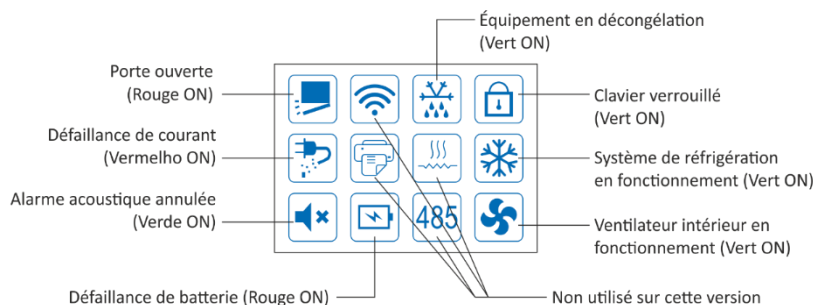 Équipement en décongélation
(Vert ON)
Porte ouverte
(Rouge ON)
Clavier verrouillé
(Vert ON)
Défaillance de courant
(Vermelho ON)
Système de réfrigération
en fonctionnement (Vert ON)
Alarme acoustique annulée
(Verde ON)
485
Ventilateur intérieur en
fonctionnement (Vert ON)
Défaillance de batterie (Rouge ON)
Non utilisé sur cette version